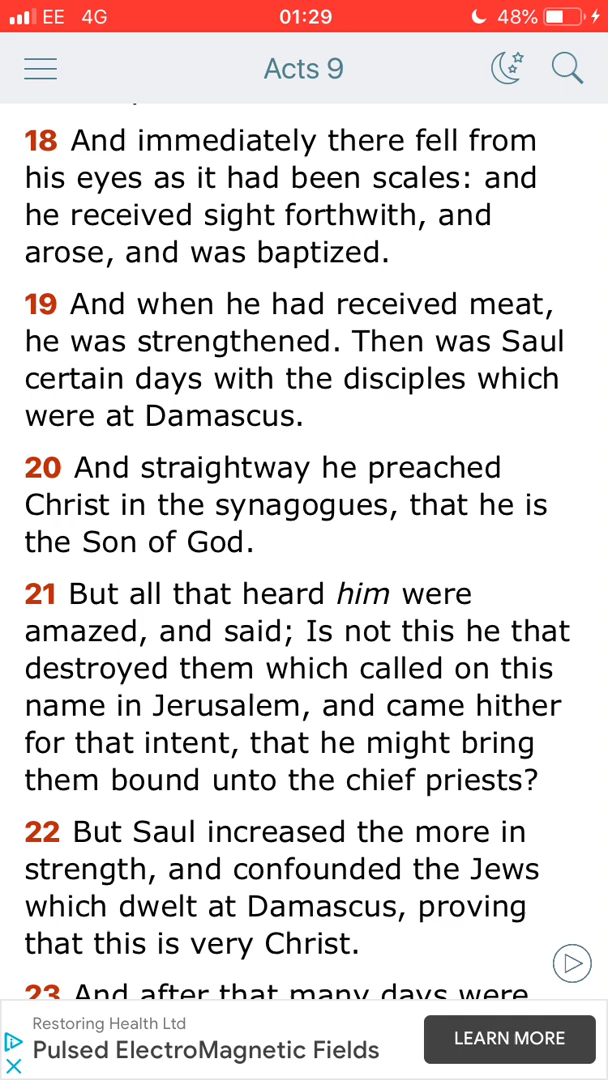 EE 4G 01:29 48%
Acts 9
18 And immediately there fell from
his eyes as it had been scales: and
he received sight forthwith, and
arose, and was baptized.
19 And when he had received meat,
he was strengthened. Then was Saul
certain days with the disciples which
were at Damascus.
20 And straightway he preached
Christ in the synagogues, that he is
the Son of God.
21 But all that heard him were
amazed, and said; Is not this he that
destroyed them which called on this
name in Jerusalem, and came hither
for that intent, that he might bring
them bound unto the chief priests?
22 But Saul increased the more in
strength, and confounded the Jews
which dwelt at Damascus, proving
that this is very Christ.
23 And after that many days were
Restoring Health Ltd
Pulsed ElectroMagnetic Fields
LEARN MORE